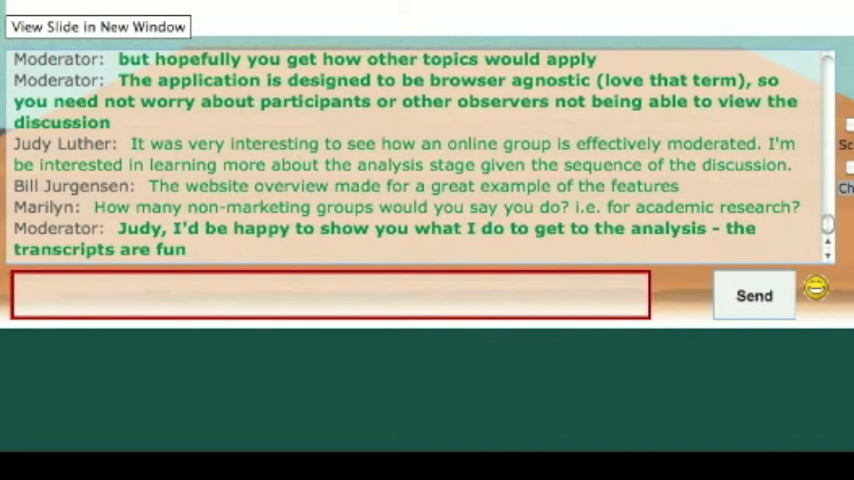 View Slide in New Window
Moderator: but hopefully you get how other topics would apply
Moderator: The application is designed to be browser agnostic (love that term), so
you need not worry about participants or other observers not being able to view the
discussion
Judy Luther: It was very interesting to see how an online group is effectively moderated. I'm
be interested in learning more about the analysis stage given the sequence of the discussion.
Bill Jurgensen: The website overview made for a great example of the features
Marilyn: How many non-marketing groups would you say you do? i.e. for academic research?
Moderator: Judy, I'd be happy to show you what I do to get to the analysis - the
transcripts are fun
Send